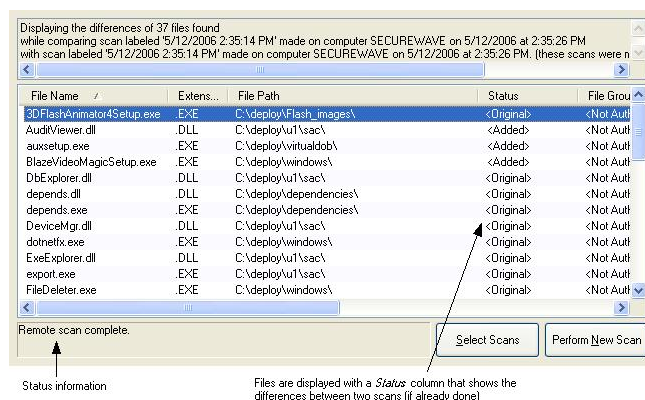 Displaying the differences of 37 files found
while comparing scan labeled '5/12/2006 2:35:14 PM' made on computer SECUREWAVE on 5/12/2006 at 2:35:26 PM
with scan labeled '5/12/2006 2:35:14 PM' made on computer SECUREWAVE on 5/12/2006 at 2:35:26 PM. (these scans were n
File Name Extens... File Path Status File Grou
3DFlashAnimator4Setup.exe .EXE C:\deploy\Flash_images\ <Original> <Not Auth
AuditViewer.dll .DLL C:\deploy\u1\sac\ <Added> <Not Auth
auxsetup.exe .EXE C:\deploy\virtualdob\ <Added> <Not Auth
BlazeVideoMagicSetup.exe .EXE C:\deploy\windows\ <Added> <Not Auth
DbExplorer.dll .DLL C:\deploy\u1\sac\ <Original> <Not Auth
depends.dll .DLL C:\deploy\dependencies\ <Original> <Not Auth
depends.exe .EXE C:\deploy\dependencies\ <Original> <Not Auth
DeviceMgr.dll .DLL C:\deploy\u1\sac\ <Original> <Not Auth
dotnetfx.exe .EXE C:\deploy\windows\ <Original> <Not Auth
ExeExplorer.dll .DLL C:\deploy\u1\sac\ <Original> <Not Auth
export.exe .EXE C:\deploy\u1\sac\ <Original> <Not Auth
FileDeleter.exe .EXE C:\deploy\windows\ <Original> <Not Auth
Remote scan complete.
Select Scans Perform New Scan
Status information
Files are displayed with a Status column that shows the
differences between two scans (if already done)